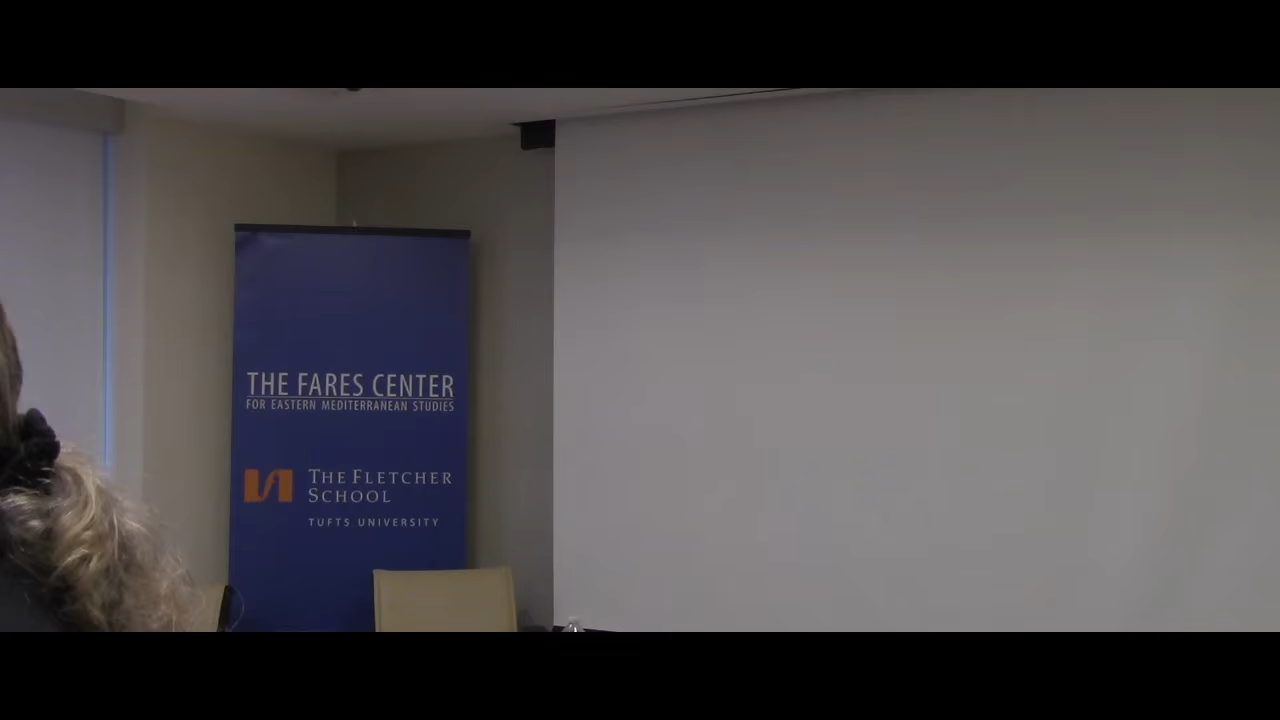 THE FARES CENTER
FOR EASTERN MEDITERRANEAN STUDIES
THE FLETCHER
SCHOOL
TUFTS UNIVERSITY